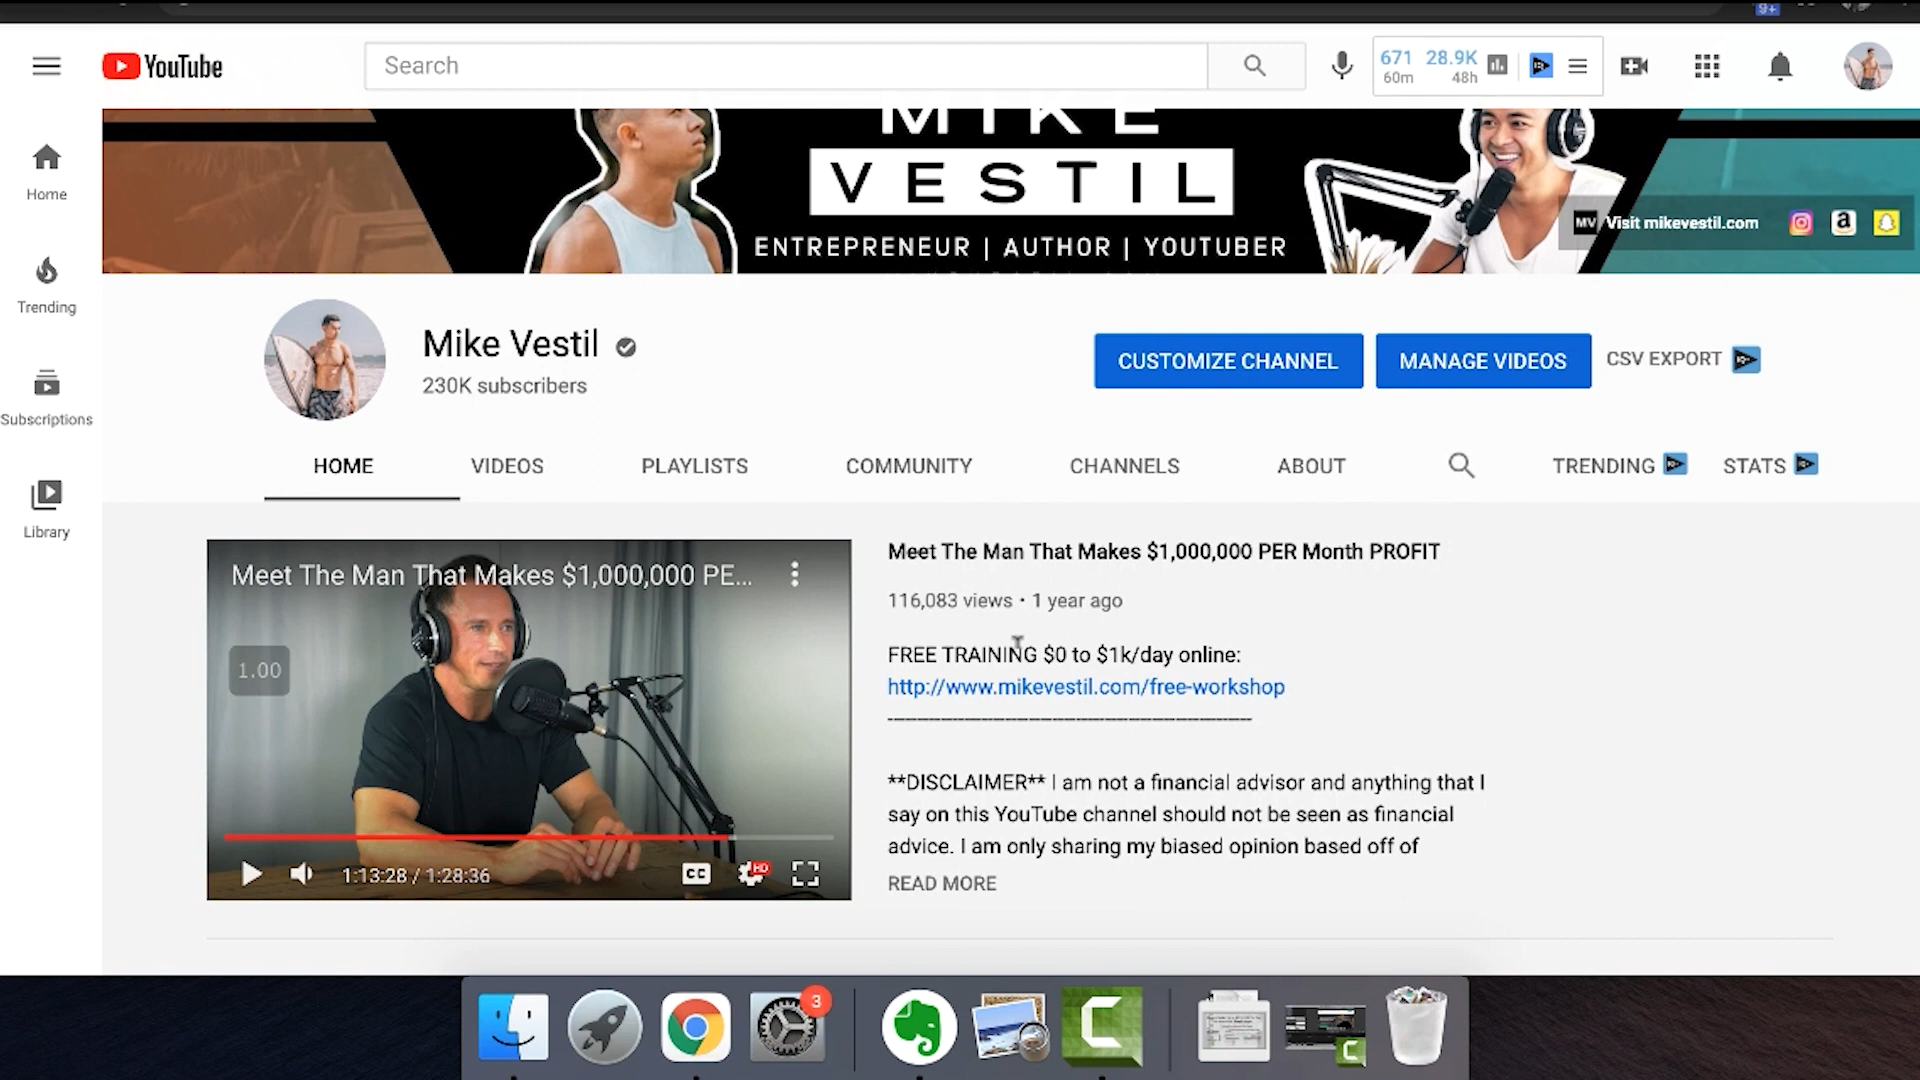 9+
YouTube
Search
671 28.9K
60m 48h
MIKE
VESTIL
ENTREPRENEUR | AUTHOR | YOUTUBER
MV Visit mikevestil.com
Home
Trending
Subscriptions
Library
Mike Vestil
230K subscribers
CUSTOMIZE CHANNEL
MANAGE VIDEOS
CSV EXPORT
HOME
VIDEOS
PLAYLISTS
COMMUNITY
CHANNELS
ABOUT
TRENDING
STATS
Meet The Man That Makes $1,000,000 PE...
1.00
1:13:28 / 1:28:36
CC
HD
Meet The Man That Makes $1,000,000 PER Month PROFIT
116,083 views • 1 year ago
FREE TRAINING $0 to $1k/day online:
http://www.mikevestil.com/free-workshop
**DISCLAIMER** I am not a financial advisor and anything that I
say on this YouTube channel should not be seen as financial
advice. I am only sharing my biased opinion based off of
READ MORE
3